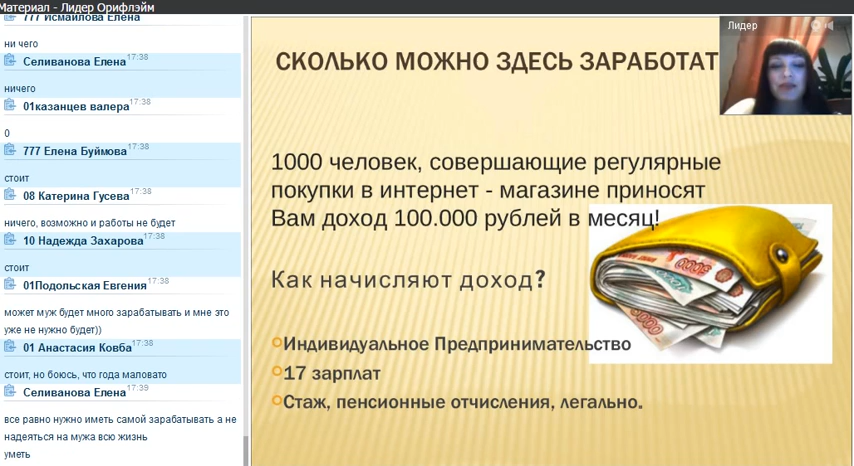 Материал - Лидер Орифлэйм
777 Исмаилова Елена
ни чего
Селиванова Елена 17:38
ничего
01казанцев валера 17:38
0
777 Елена Буймова 17:38
стоит
08 Катерина Гусева 17:38
ничего, возможно и работы не будет
10 Надежда Захарова 17:38
стоит
01Подольская Евгения 17:38
может муж будет много зарабатывать и мне это
уже не нужно будет))
01 Анастасия Ковба 17:38
стоит, но боюсь, что года маловато
Селиванова Елена 17:39
все равно нужно иметь самой зарабатывать а не
надеяться на мужа всю жизнь
уметь
СКОЛЬКО МОЖНО ЗДЕСЬ ЗАРАБОТАТ
Лидер
1000 человек, совершающие регулярные
покупки в интернет - магазине приносят
Вам доход 100.000 рублей в месяц!
Как начисляют доход?
Индивидуальное Предпринимательство
17 зарплат
Стаж, пенсионные отчисления, легально.